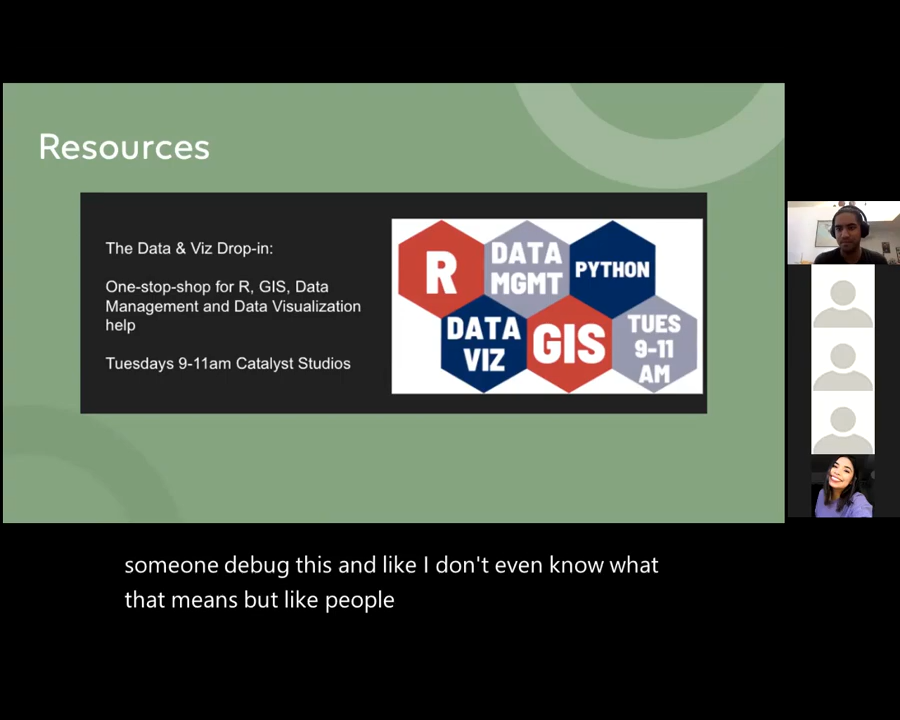 Resources
The Data & Viz Drop-in:
One-stop-shop for R, GIS, Data
Management and Data Visualization
help
Tuesdays 9-11am Catalyst Studios
R
DATA
MGMT
PYTHON
DATA
VIZ
GIS
TUES
9-11
AM
someone debug this and like I don't even know what
that means but like people